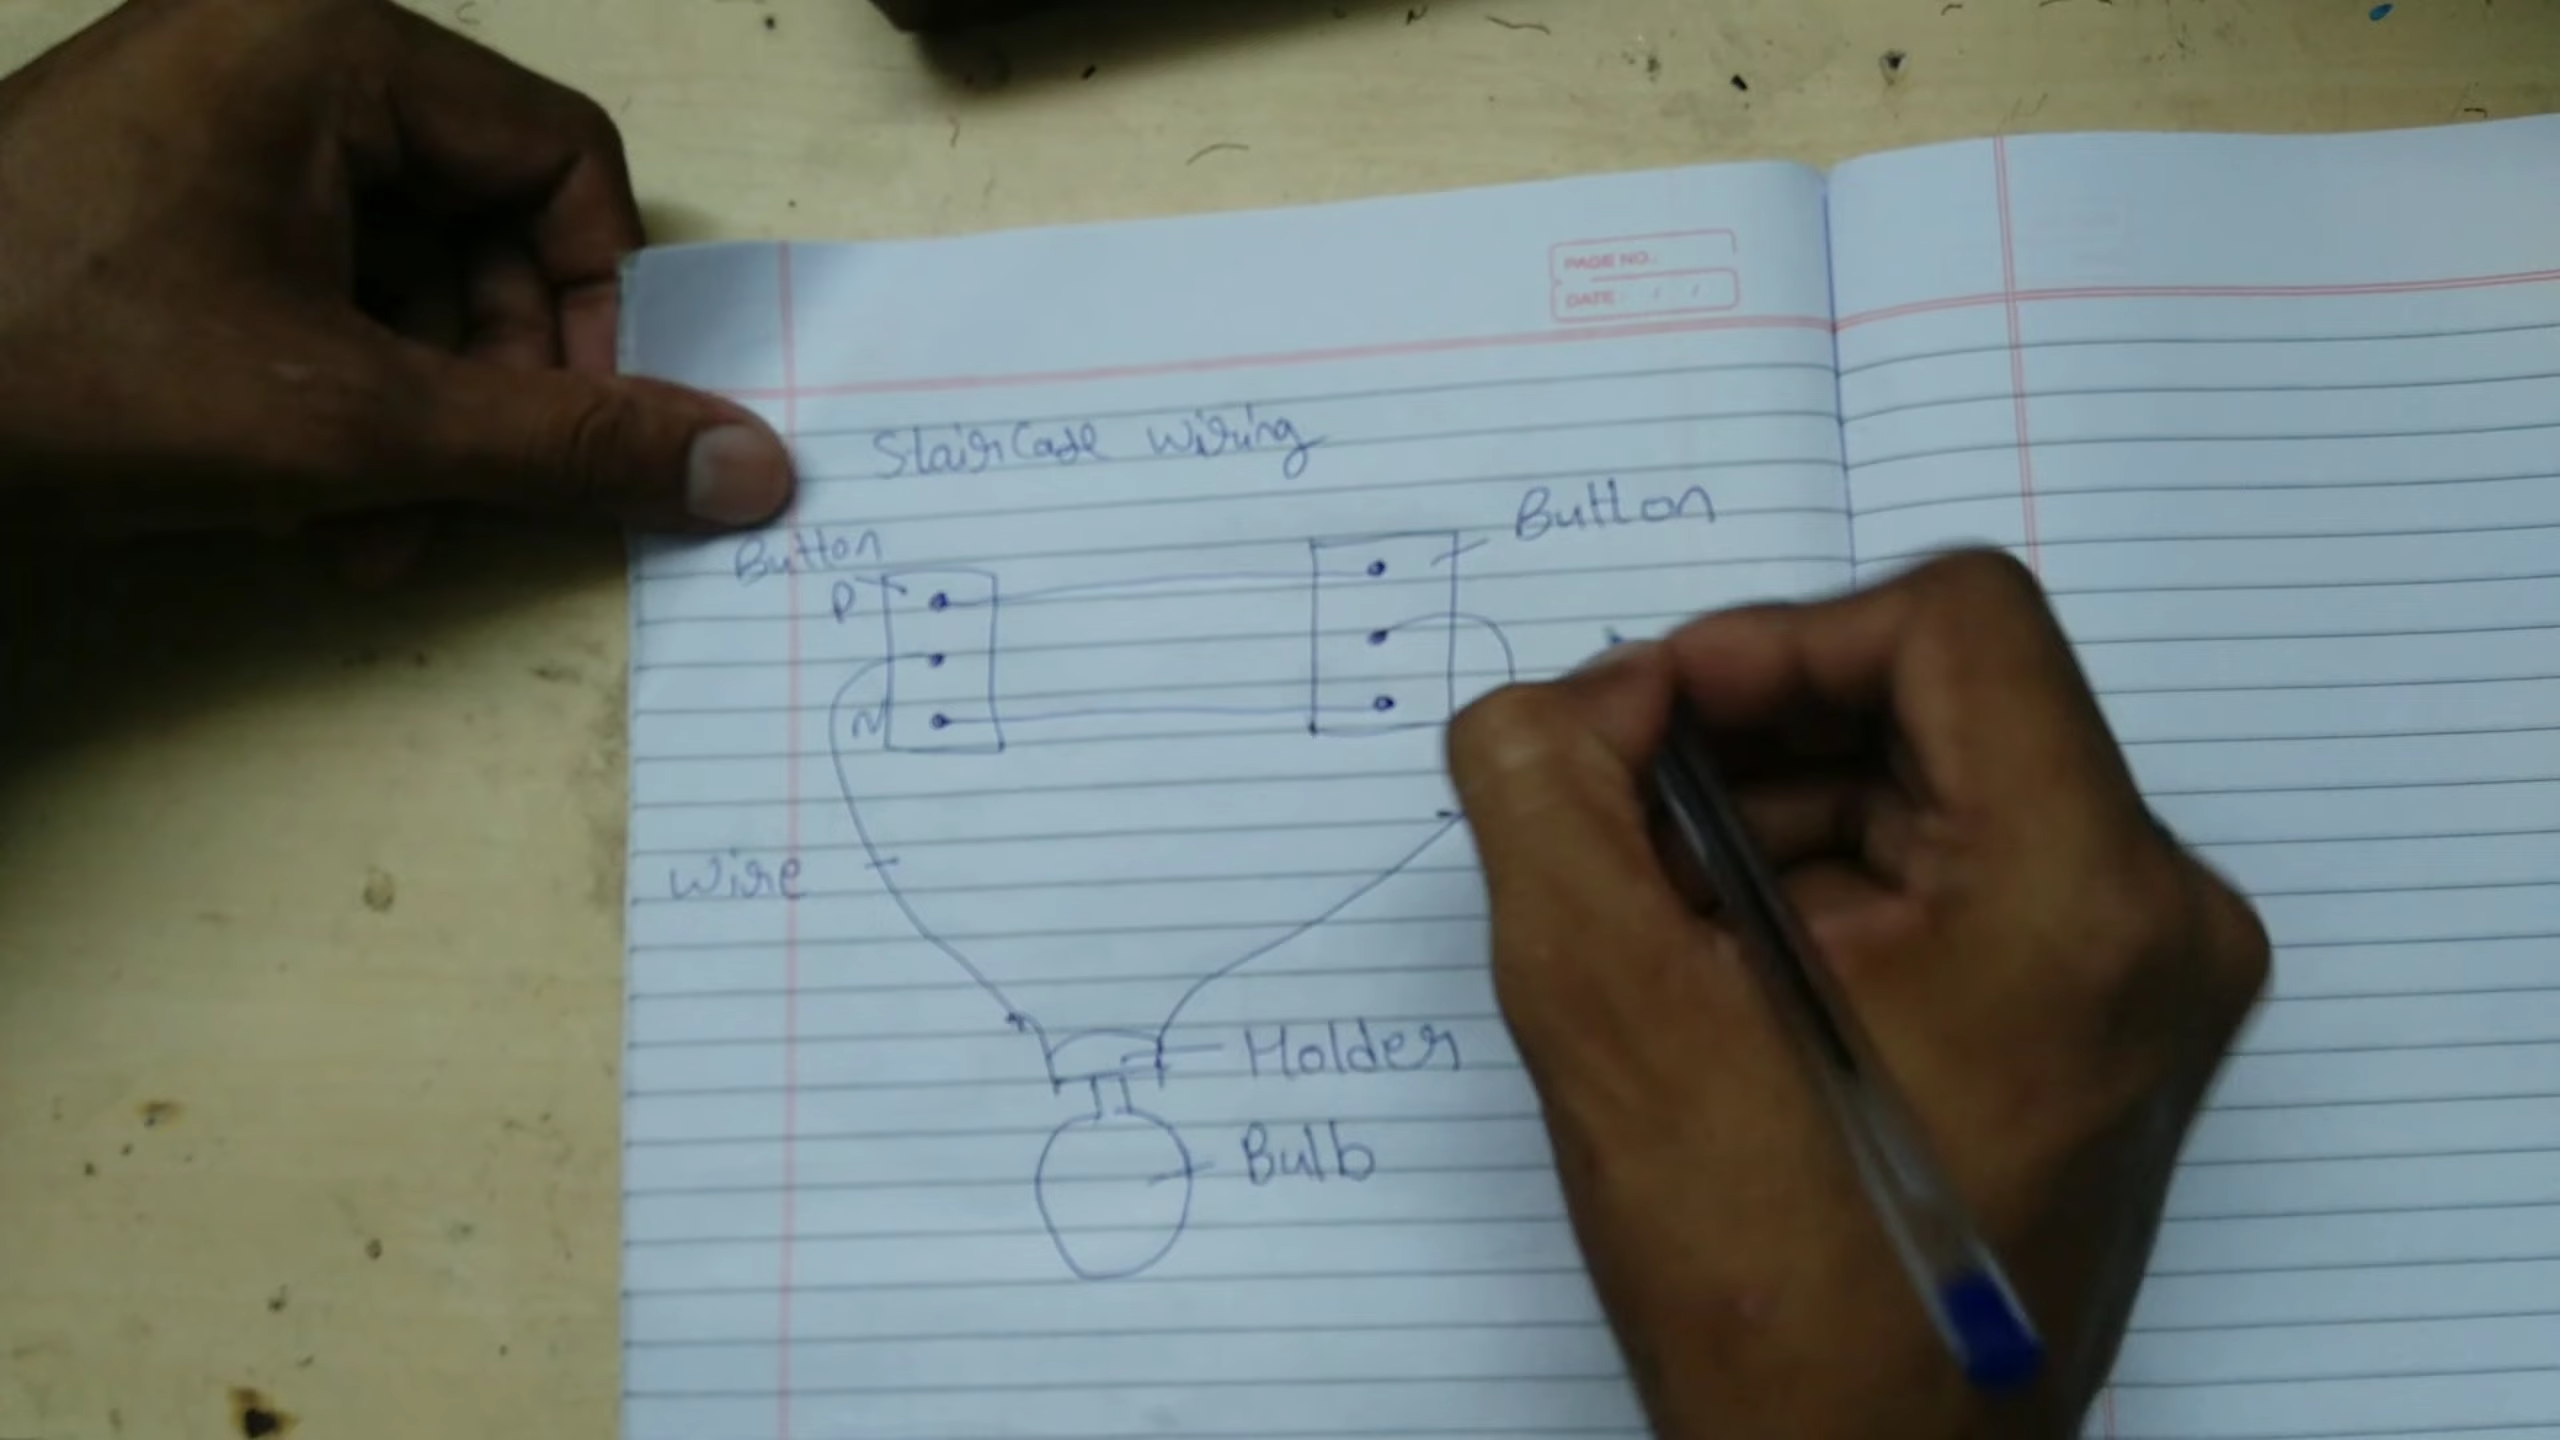 PAGE NO.:
DATE: / /
Staircase Wiring
Button
Button
P
N
Wire
Holder
Bulb